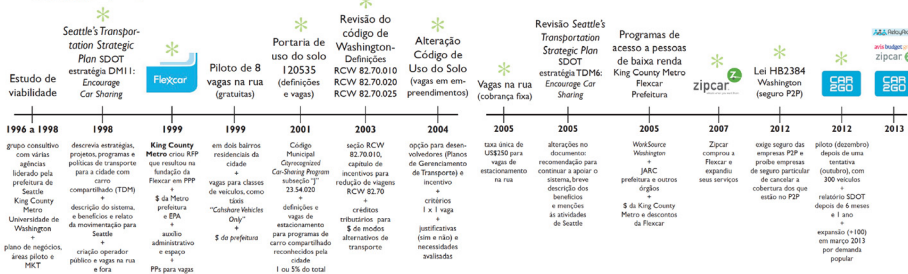 Estudo de
viabilidade
1996 a 1998
grupo consultivo
com várias
agências
liderado pela
prefeitura de
Seattle
King County
Metro
Universidade de
Washington
+
plano de negócios,
áreas piloto e
MKT
Seattle's Transpor-
tation Strategic
Plan SDOT
estratégia DM11:
Encourage
Car Sharing
1998
descrevia estratégias,
projetos, programas e
políticas de transporte
para a cidade com
carro
compartilhado (TDM)
+
descrição do sistema,
e benefícios e relato
da movimentação para
Seattle
+
criação operador
público e vagas na rua
e fora
Flexcar
1999
King County
Metro criou RFP
que resultou na
fundação da
Flexcar em PPP
+
$ da Metro
prefeitura
e EPA
+
auxílio
administrativo
e espaço
+
PPs para vagas
Piloto de 8
vagas na rua
(gratuitas)
1999
em dois bairros
residenciais da
cidade
+
vagas para classes
de veículos, como
táxis
"Cahshare Vehicles
Only"
+
$ da prefeitura
Portaria de
uso do solo
120535
(definições
e vagas)
2001
Código
Municipal
Cityrecognized
Car-Sharing Program
subseção "J"
23.54.020
+
definições e
vagas de
estacionamento
para programas de
carro compartilhado
reconhecidos pela
cidade
1 ou 5% do total
Revisão do
código de
Washington-
Definições
RCW 82.70.010
RCW 82.70.020
RCW 82.70.025
2003
seção RCW
82.70.010,
capítulo de
incentivos para
redução de viagens
RCW 82.70
+
créditos
tributários para
$ de modos
alternativos de
transporte
Alteração
Código de
Uso do Solo
(vagas em em-
preendimentos)
2004
opção para desen-
volvedores (Planos
de Gerenciamento
de Transporte) e
incentivo
+
critérios
1 x 1 vaga
+
justificativas
(sim e não) e
necessidades
avalisadas
Vagas na rua
(cobrança fixa)
2005
taxa única de
US$250 para
vagas de
estacionamento
na rua
Revisão Seattle's
Transportation
Strategic Plan
SDOT
estratégia TDM6:
Encourage Car
Sharing
2005
alterações no
documento:
recomendação para
continuar a apoiar o
sistema, breve
descrição dos
benefícios
e menções
às atividades
de Seattle
Programas de
acesso a pessoas
de baixa renda
King County Metro
Flexcar
Prefeitura
2005
WorkSource
Washington
+
JARC
prefeitura e outros
órgãos
+
$ da King County
Metro e descontos
da Flexcar
zipcar
2007
Zipcar
comprou a
Flexcar e
expandiu
seus serviços
Lei HB2384
Washington
(seguro P2P)
2012
exige seguro das
empresas P2P e
proíbe empresas
de seguro particular
de cancelar a
cobertura dos que
estão no P2P
CAR
2GO
2012
piloto (dezembro)
depois de uma
tentativa
(outubro), com
300 veículos
+
relatório SDOT
depois de 6 meses
e 1 ano
+
expansão (+100)
em março 2013
por demanda
popular
RelayRi
avis budget
zipcar
CAR
2GO
2013